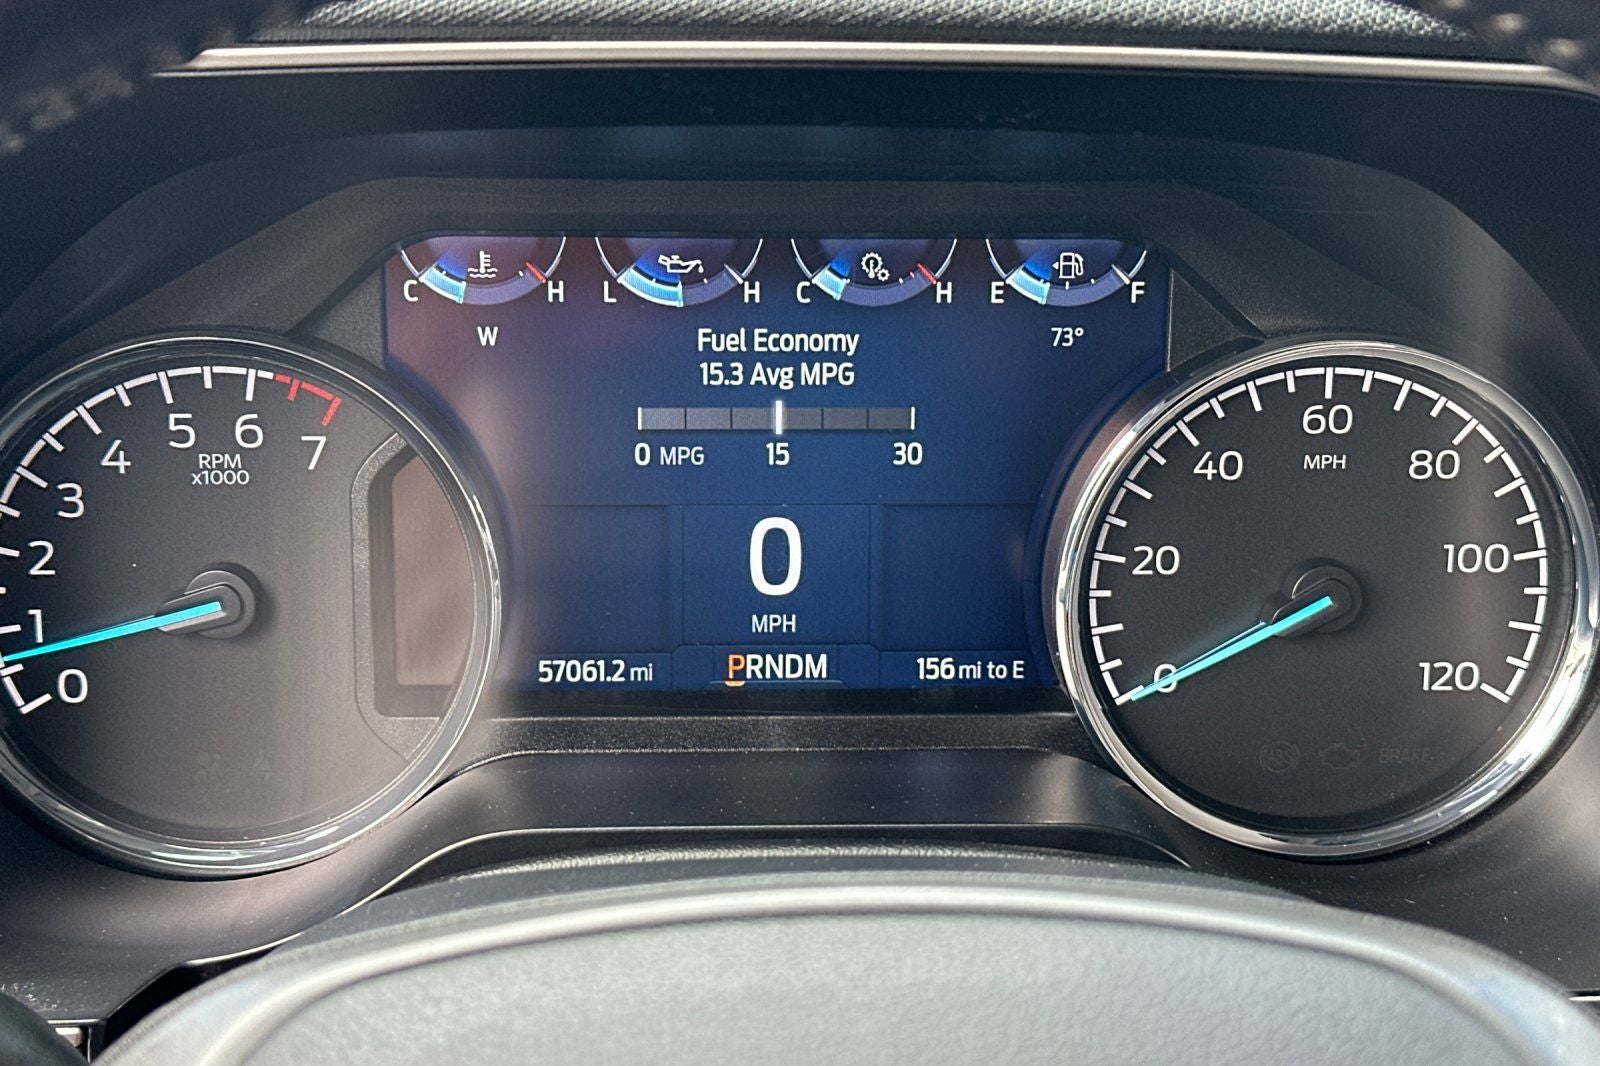 C H
L H
C H
E F
W
73°
Fuel Economy
15.3 Avg MPG
0 MPG 15 30
0
MPH
57061.2 mi
PRNDM
156 mi to E
0
1
2
3
4
5
6
7
RPM
x1000
0
20
40
60
80
100
120
MPH
ABS
BRAKE